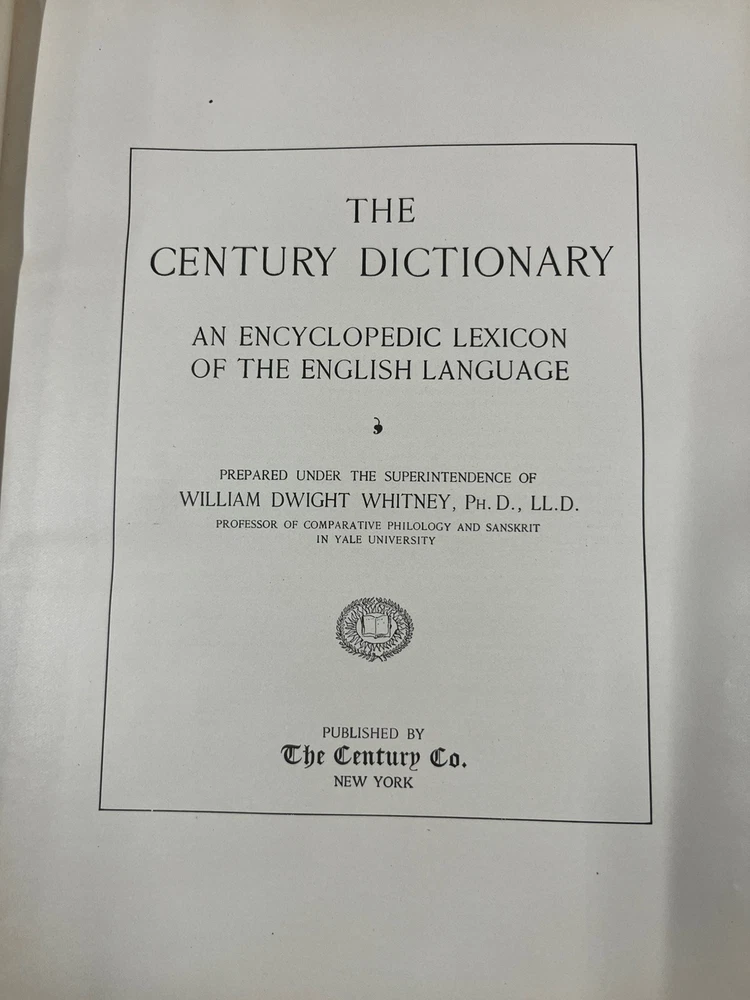 THE
CENTURY DICTIONARY
AN ENCYCLOPEDIC LEXICON
OF THE ENGLISH LANGUAGE
PREPARED UNDER THE SUPERINTENDENCE OF
WILLIAM DWIGHT WHITNEY, PH. D., LL.D.
PROFESSOR OF COMPARATIVE PHILOLOGY AND SANSKRIT
IN YALE UNIVERSITY
PUBLISHED BY
The Century Co.
NEW YORK